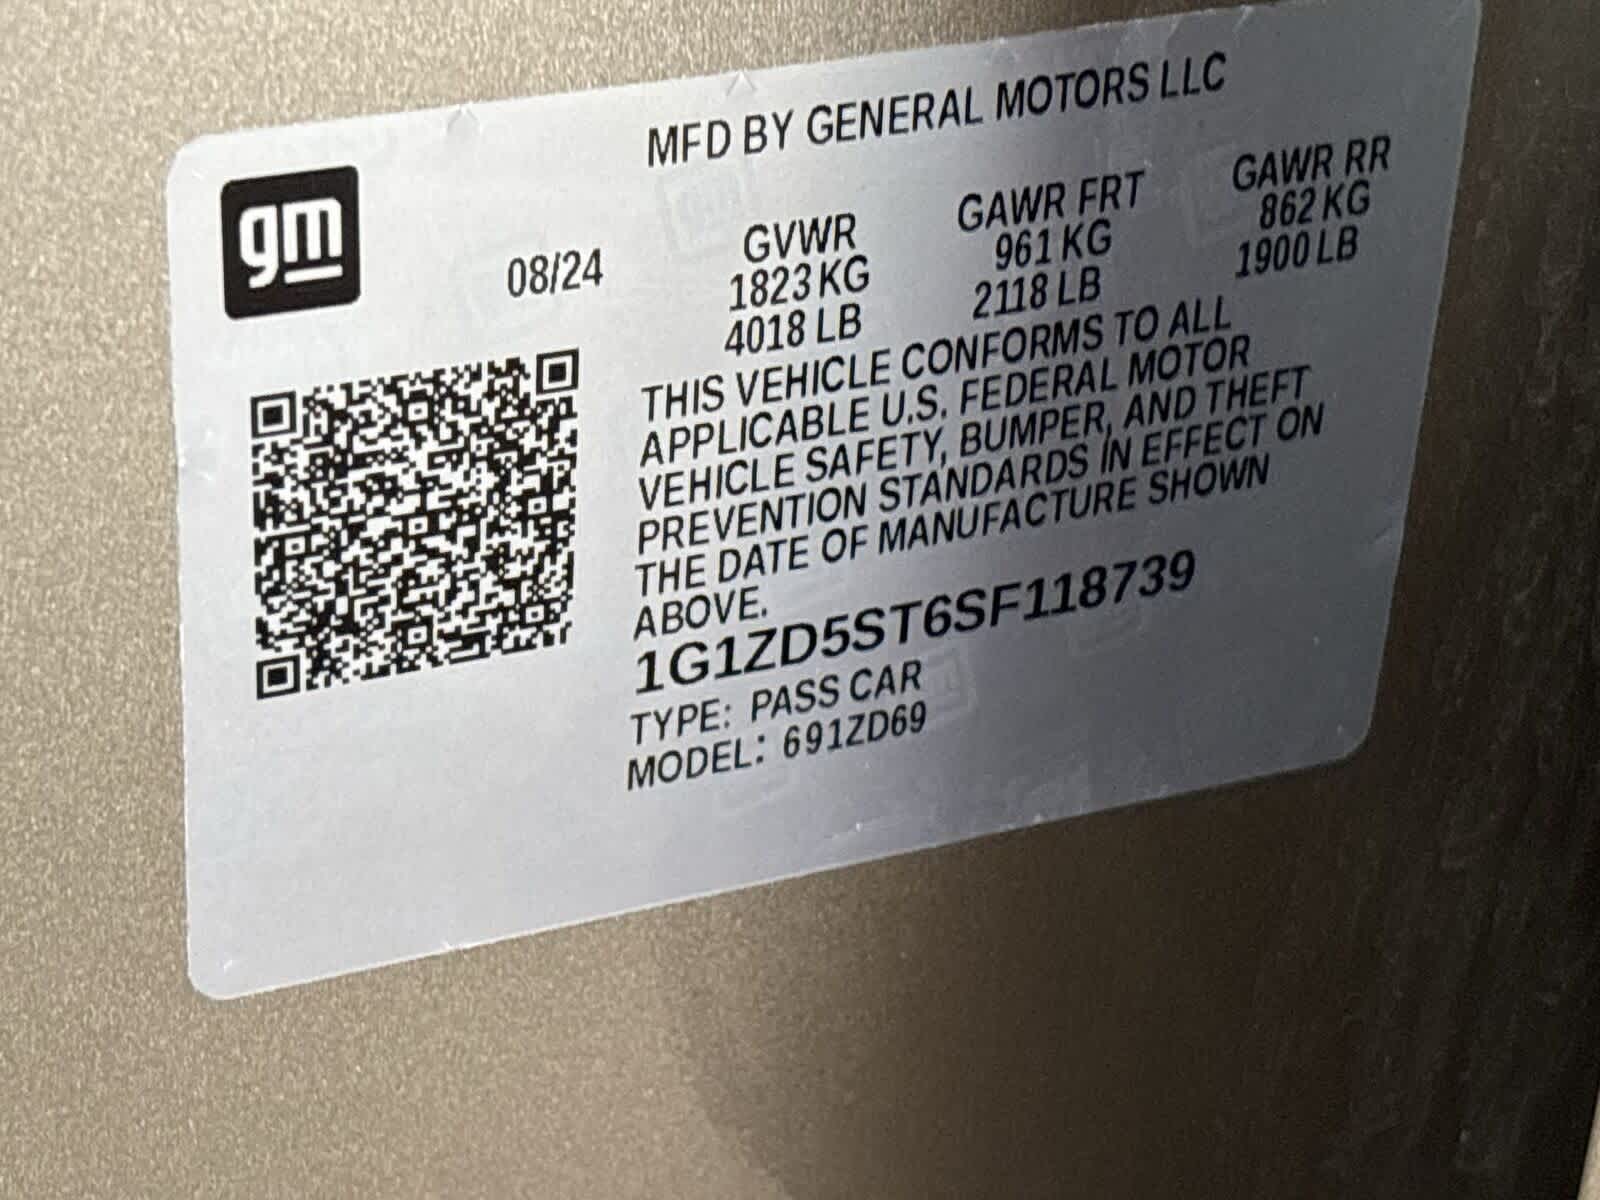 MFD BY GENERAL MOTORS LLC
gm
08/24
GVWR
1823 KG
4018 LB
GAWR FRT
961 KG
2118 LB
GAWR RR
862 KG
1900 LB
THIS VEHICLE CONFORMS TO ALL
APPLICABLE U.S. FEDERAL MOTOR
VEHICLE SAFETY, BUMPER, AND THEFT
PREVENTION STANDARDS IN EFFECT ON
THE DATE OF MANUFACTURE SHOWN
ABOVE.
1G1ZD5ST6SF118739
TYPE: PASS CAR
MODEL: 691ZD69